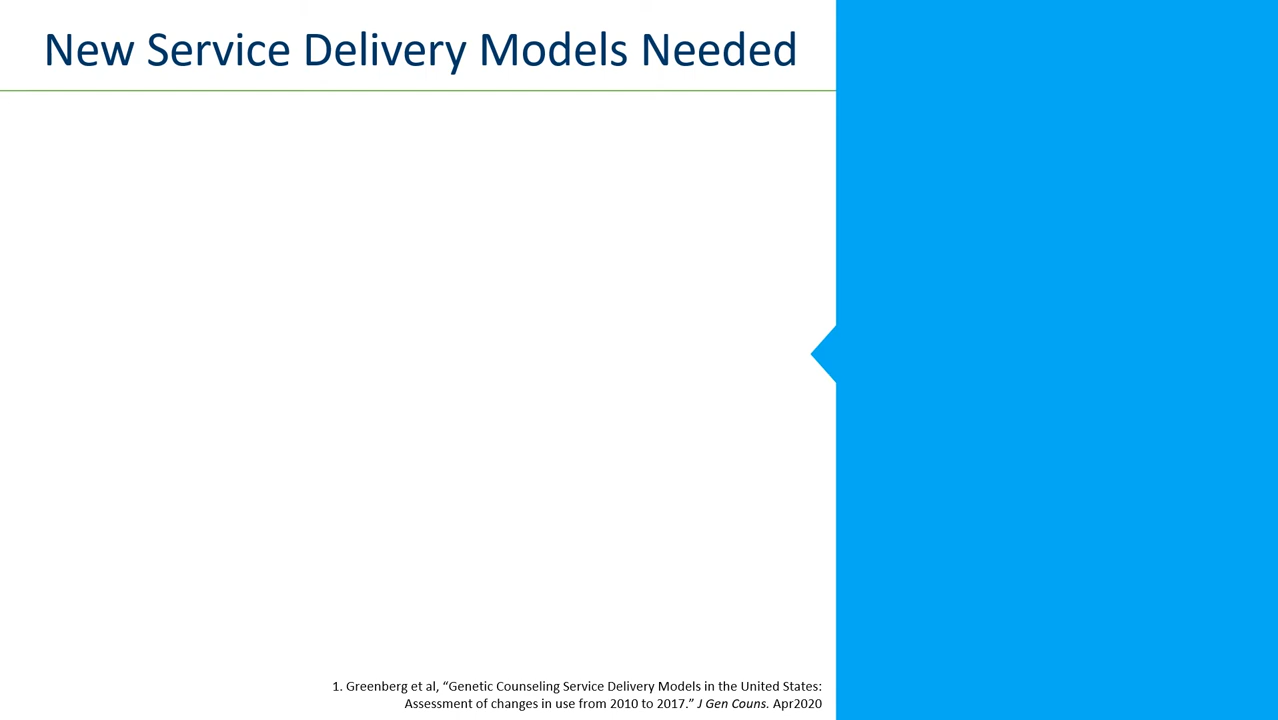 New Service Delivery Models Needed
1. Greenberg et al, “Genetic Counseling Service Delivery Models in the United States:
Assessment of changes in use from 2010 to 2017.” J Gen Couns. Apr2020